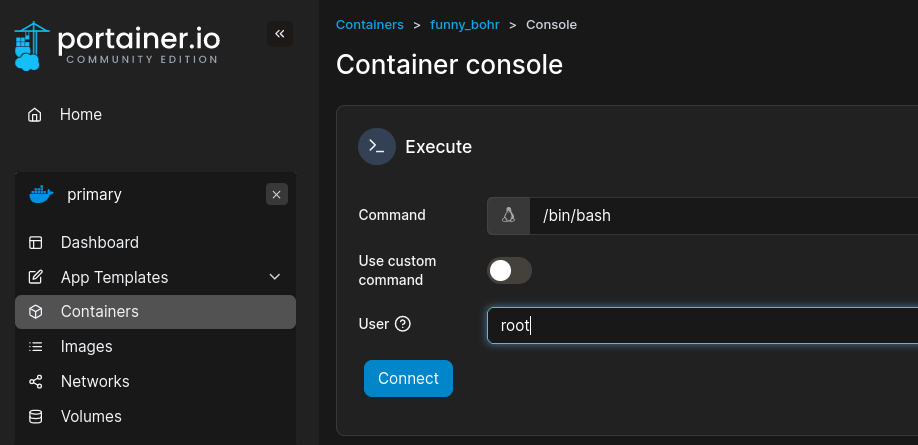 portainer.io
COMMUNITY EDITION
Home
primary
Dashboard
App Templates
Containers
Images
Networks
Volumes
Containers > funny_bohr > Console
Container console
Execute
Command
/bin/bash
Use custom
command
User
root
Connect